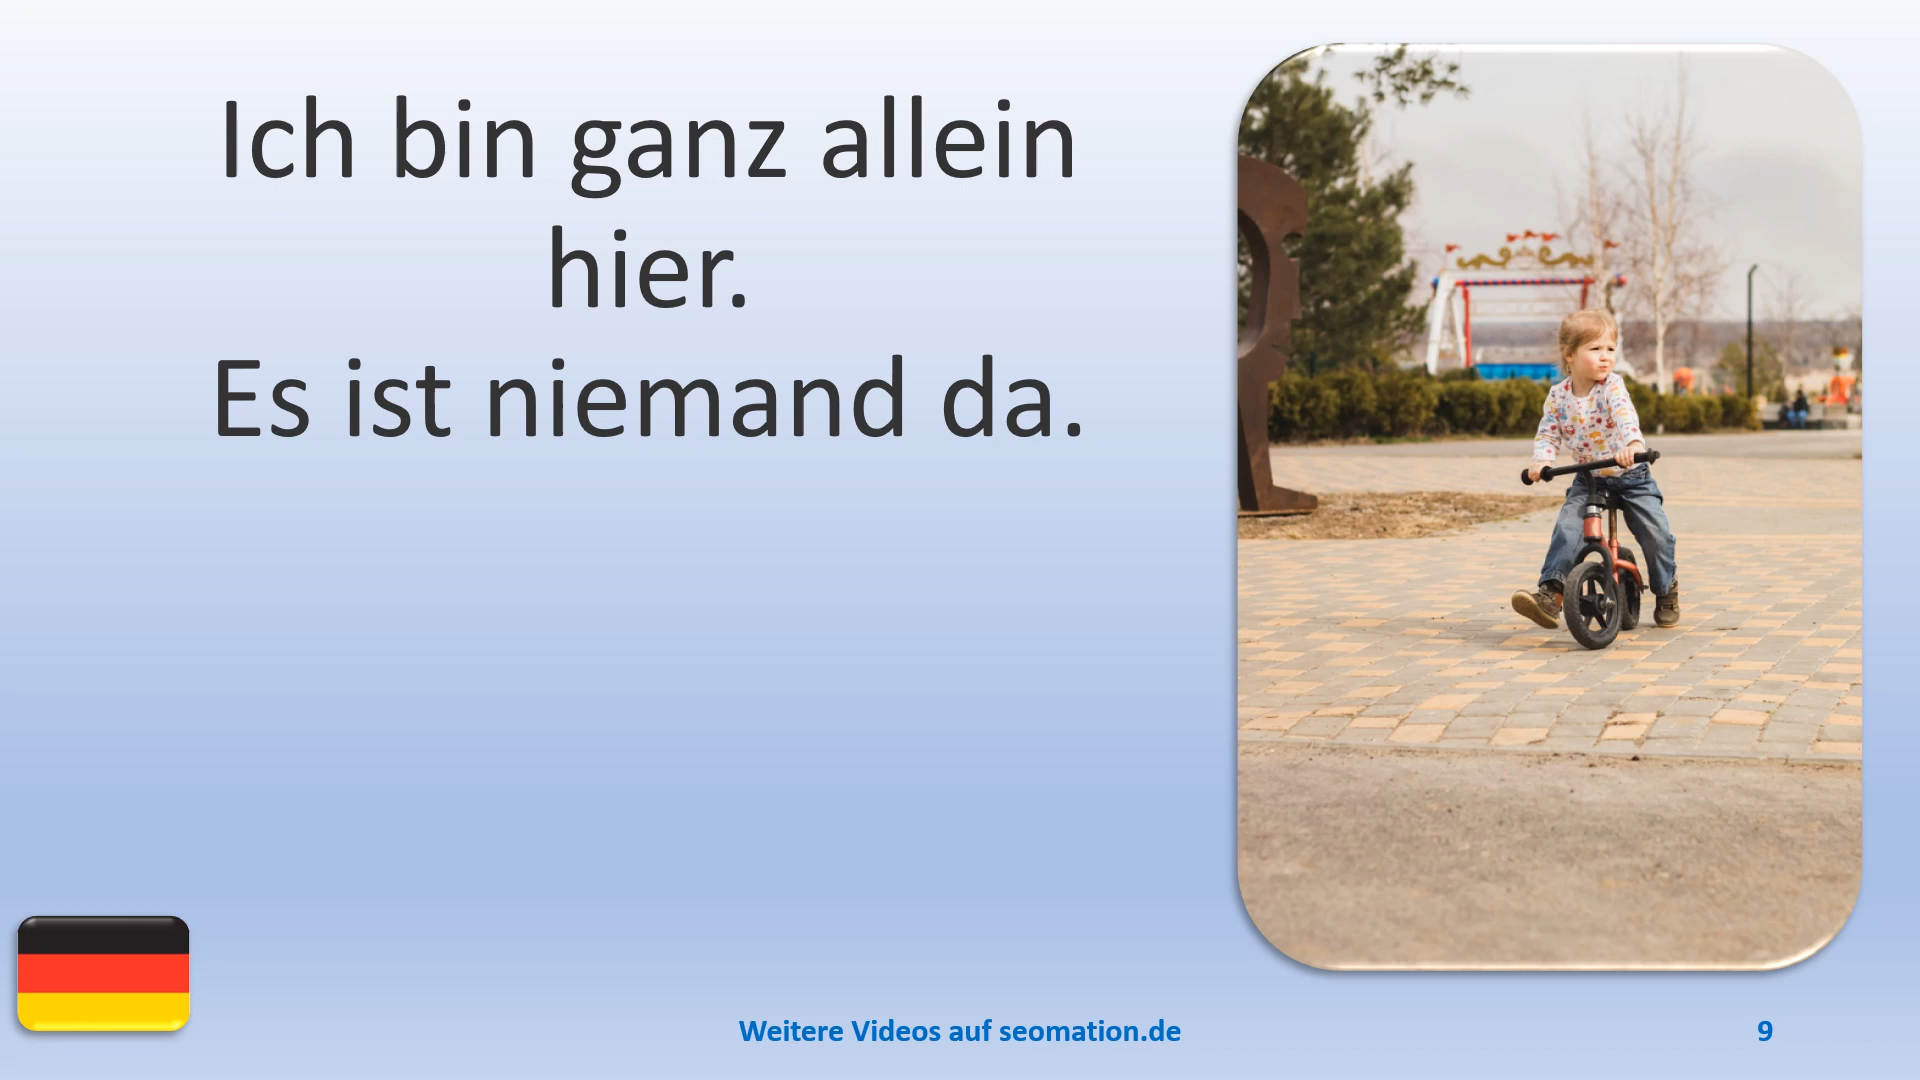 Ich bin ganz allein
hier.
Es ist niemand da.
Weitere Videos auf seomation.de
9